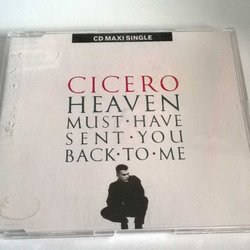 CD MAXI SINGLE
CICERO
HEAVEN
MUST·HAVE
SENT·YOU
BACK·TO·ME